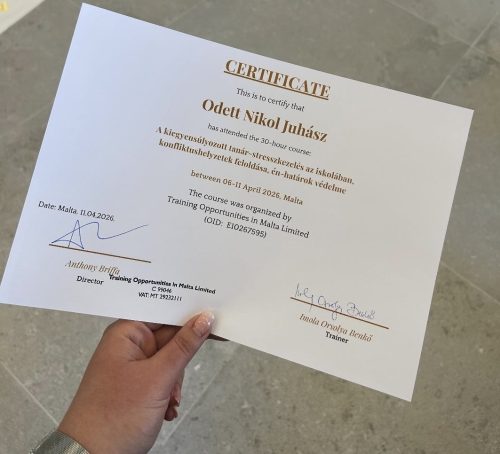 CERTIFICATE
This is to certify that
Odett Nikol Juhász
has attended the 30-hour course:
A kiegyensúlyozott tanár-stresszkezelés az iskolában,
konfliktushelyzetek feloldása, én-határok védelme
between 06-11 April 2026, Malta
The course was organized by
Training Opportunities in Malta Limited
(OID: E10267595)
Date: Malta. 11.04.2026.
Anthony Briffa
Director
Training Opportunities in Malta Limited
C 99046
VAT: MT 29232111
Imola Orsolya Benkő
Trainer